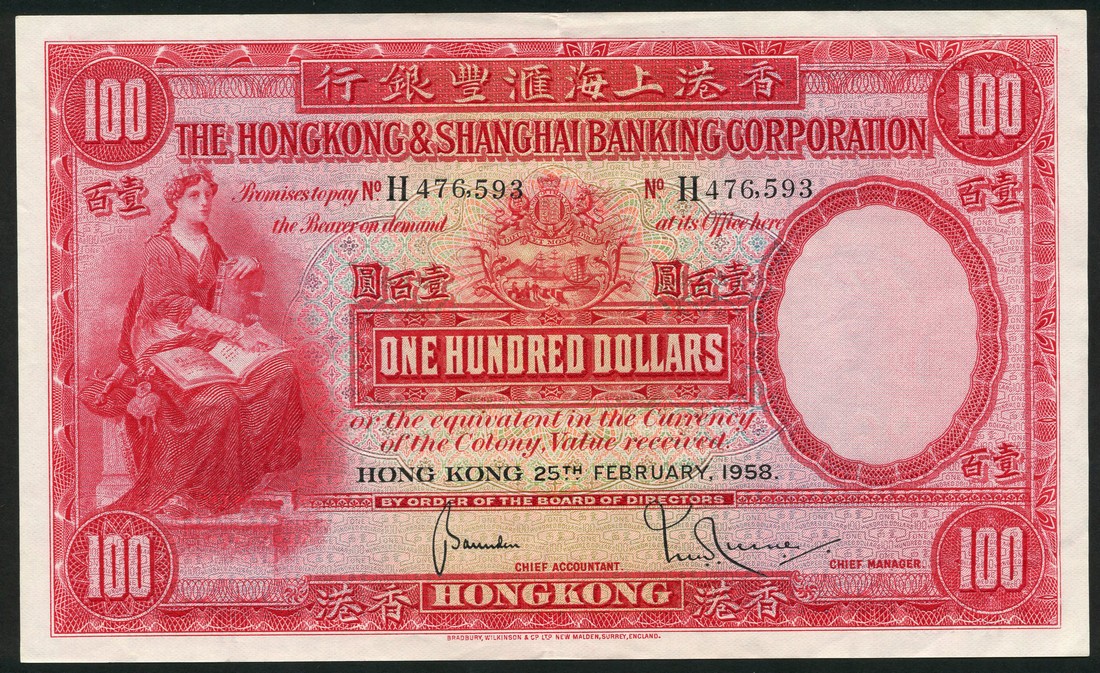 100 行銀豐滙海上港香 100
THE HONGKONG & SHANGHAI BANKING CORPORATION
百壹 Promises to pay Nº H 476,593 Nº H 476,593 百壹
the Bearer on demand at its Office here
圓百壹 圓百壹
ONE HUNDRED DOLLARS
or the equivalent in the Currency
of the Colony, Value received.
百壹
HONG KONG 25TH FEBRUARY, 1958.
BY ORDER OF THE BOARD OF DIRECTORS
CHIEF ACCOUNTANT. CHIEF MANAGER.
100 港香 HONGKONG 港香 100
BRADBURY, WILKINSON & Cº LTD NEW MALDEN, SURREY, ENGLAND.